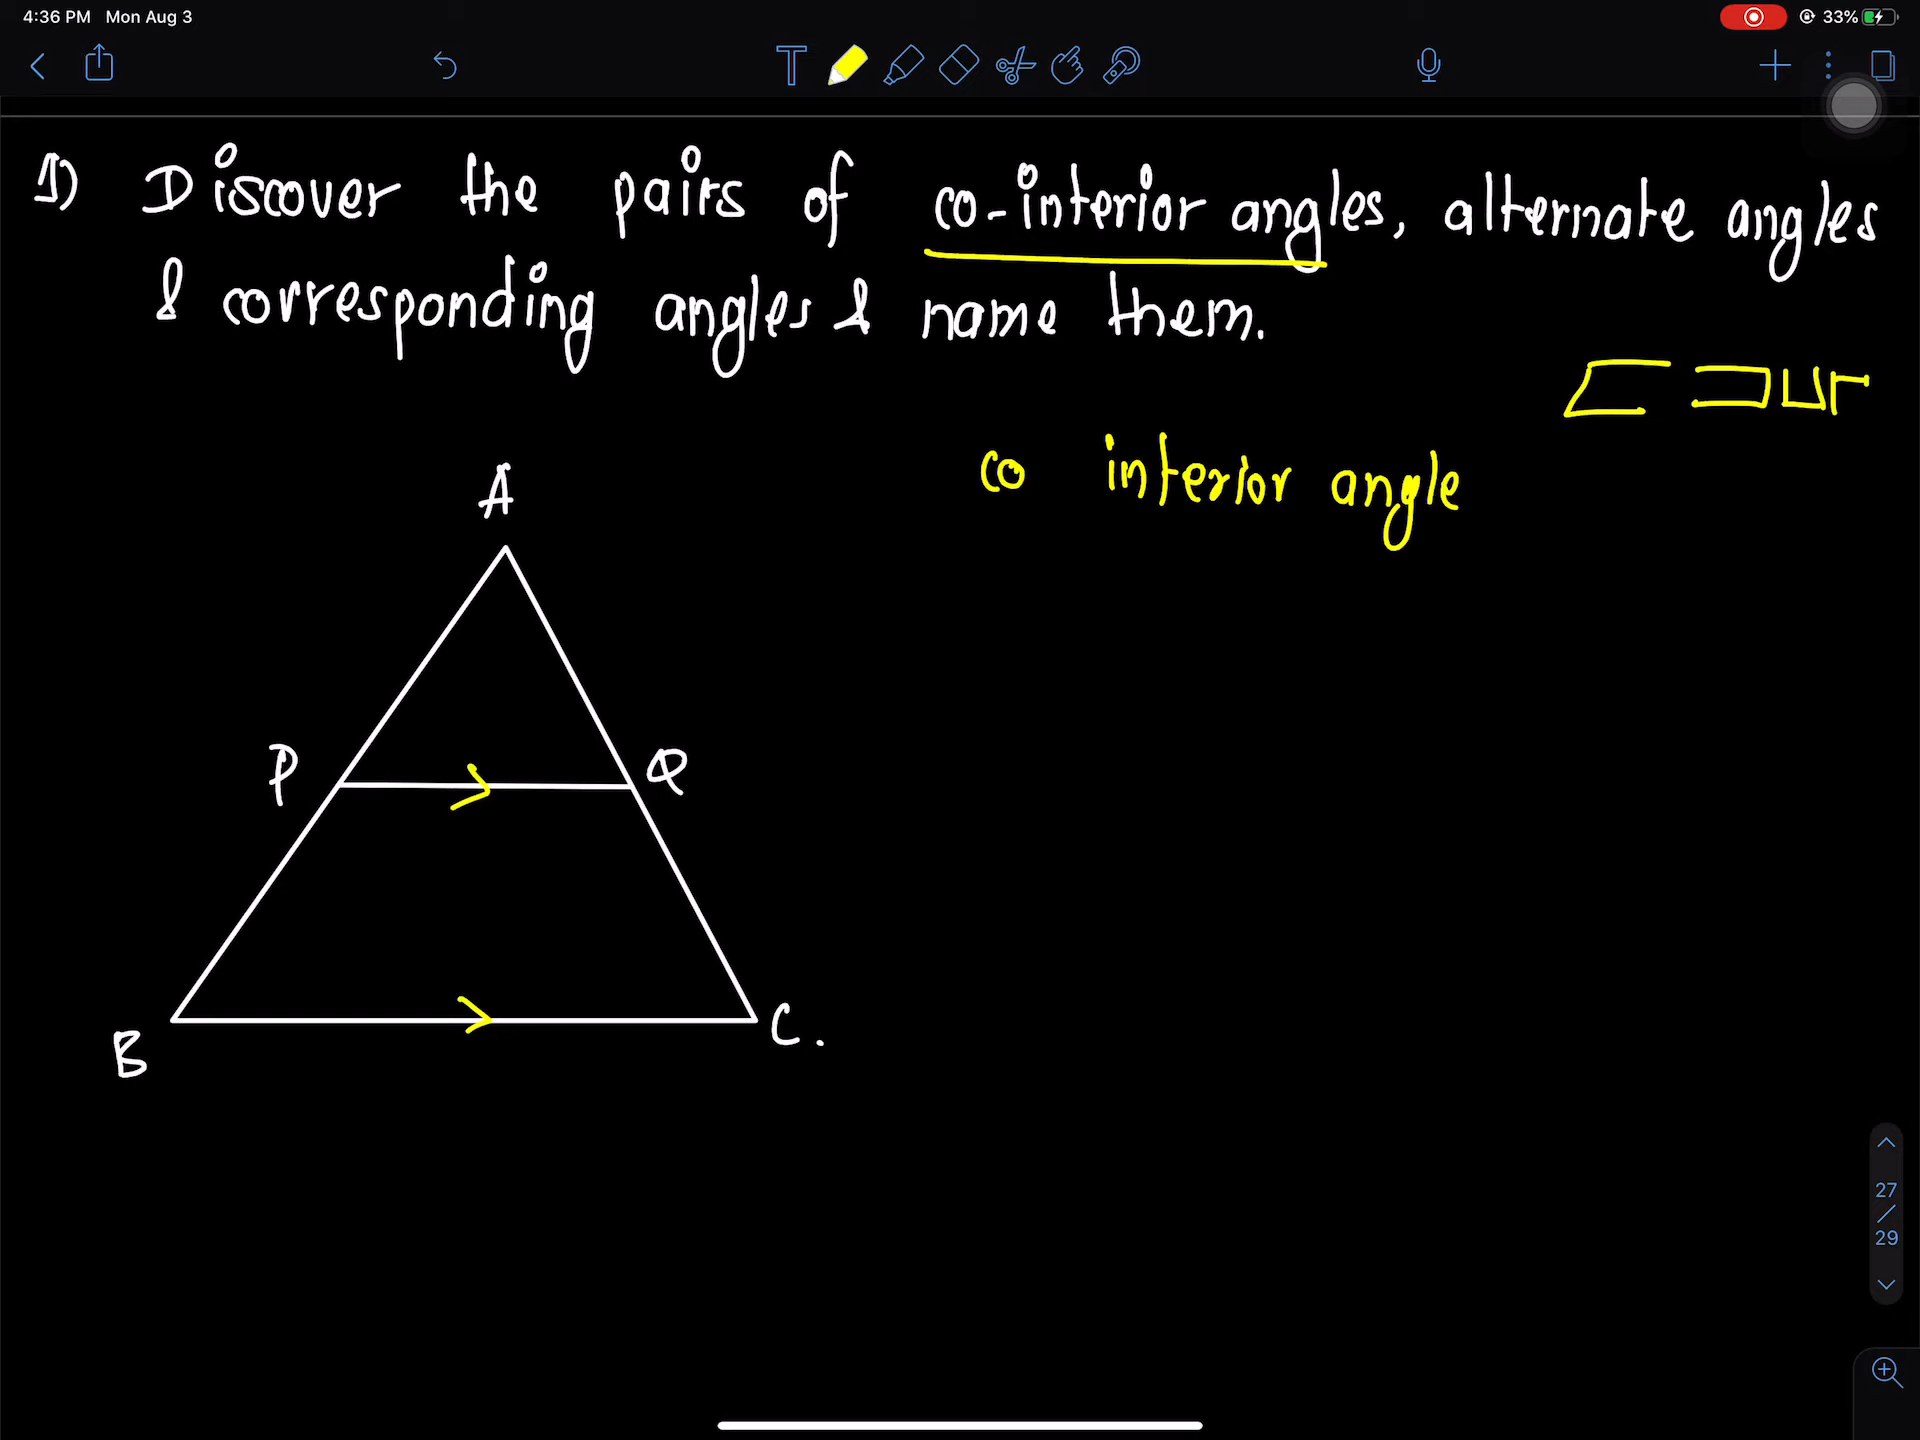 4:36 PM Mon Aug 3
33%
T
1) Discover the pairs of co-interior angles, alternate angles
& corresponding angles & name them.
co interior angle
A
P
Q
B
C.
27
/
29